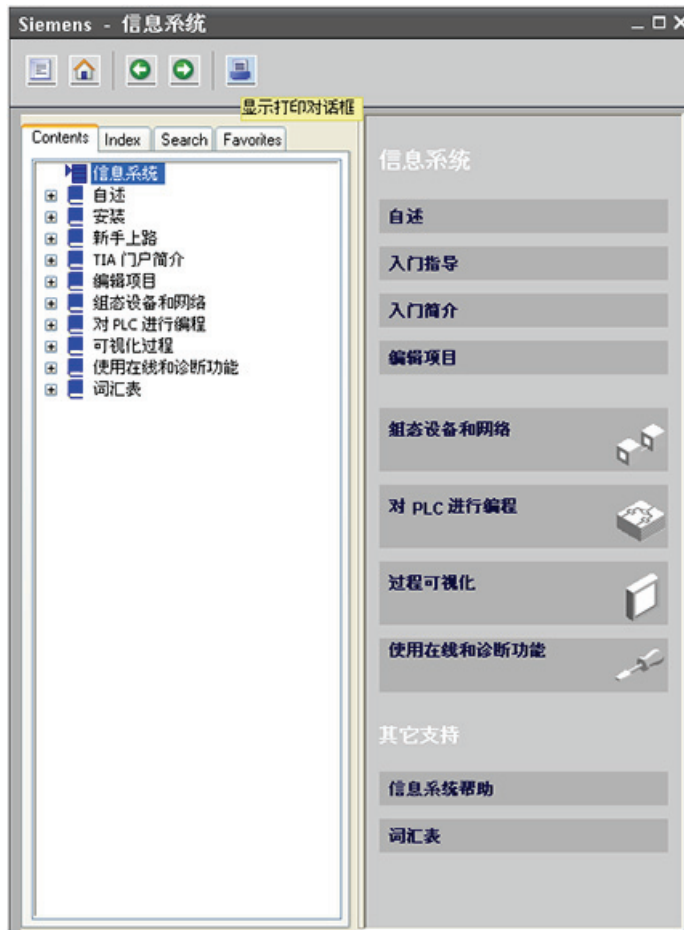 Siemens - 信息系统
显示打印对话框
Contents Index Search Favorites
信息系统
自述
安装
新手上路
TIA 门户简介
编辑项目
组态设备和网络
对 PLC 进行编程
可视化过程
使用在线和诊断功能
词汇表
信息系统
自述
入门指导
入门简介
编辑项目
组态设备和网络
对 PLC 进行编程
过程可视化
使用在线和诊断功能
其它支持
信息系统帮助
词汇表